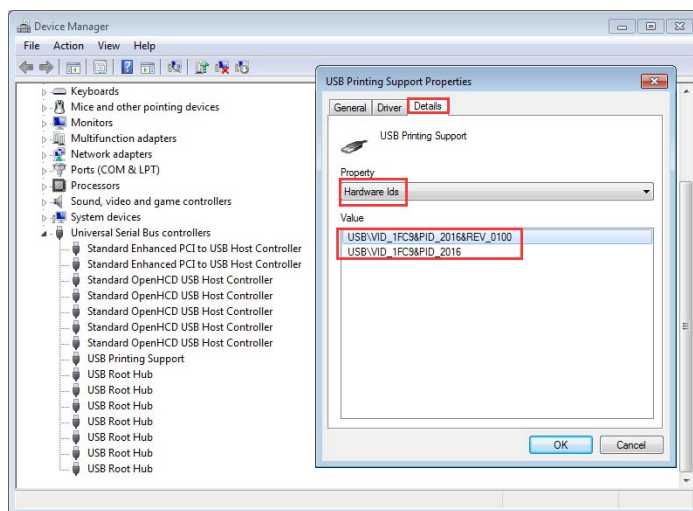 Device Manager
File Action View Help
Keyboards
Mice and other pointing devices
Monitors
Multifunction adapters
Network adapters
Ports (COM & LPT)
Processors
Sound, video and game controllers
System devices
Universal Serial Bus controllers
Standard Enhanced PCI to USB Host Controller
Standard Enhanced PCI to USB Host Controller
Standard OpenHCD USB Host Controller
Standard OpenHCD USB Host Controller
Standard OpenHCD USB Host Controller
Standard OpenHCD USB Host Controller
Standard OpenHCD USB Host Controller
USB Printing Support
USB Root Hub
USB Root Hub
USB Root Hub
USB Root Hub
USB Root Hub
USB Root Hub
USB Root Hub
USB Printing Support Properties
General Driver Details
USB Printing Support
Property
Hardware Ids
Value
USB\VID_1FC9&PID_2016&REV_0100
USB\VID_1FC9&PID_2016
OK Cancel